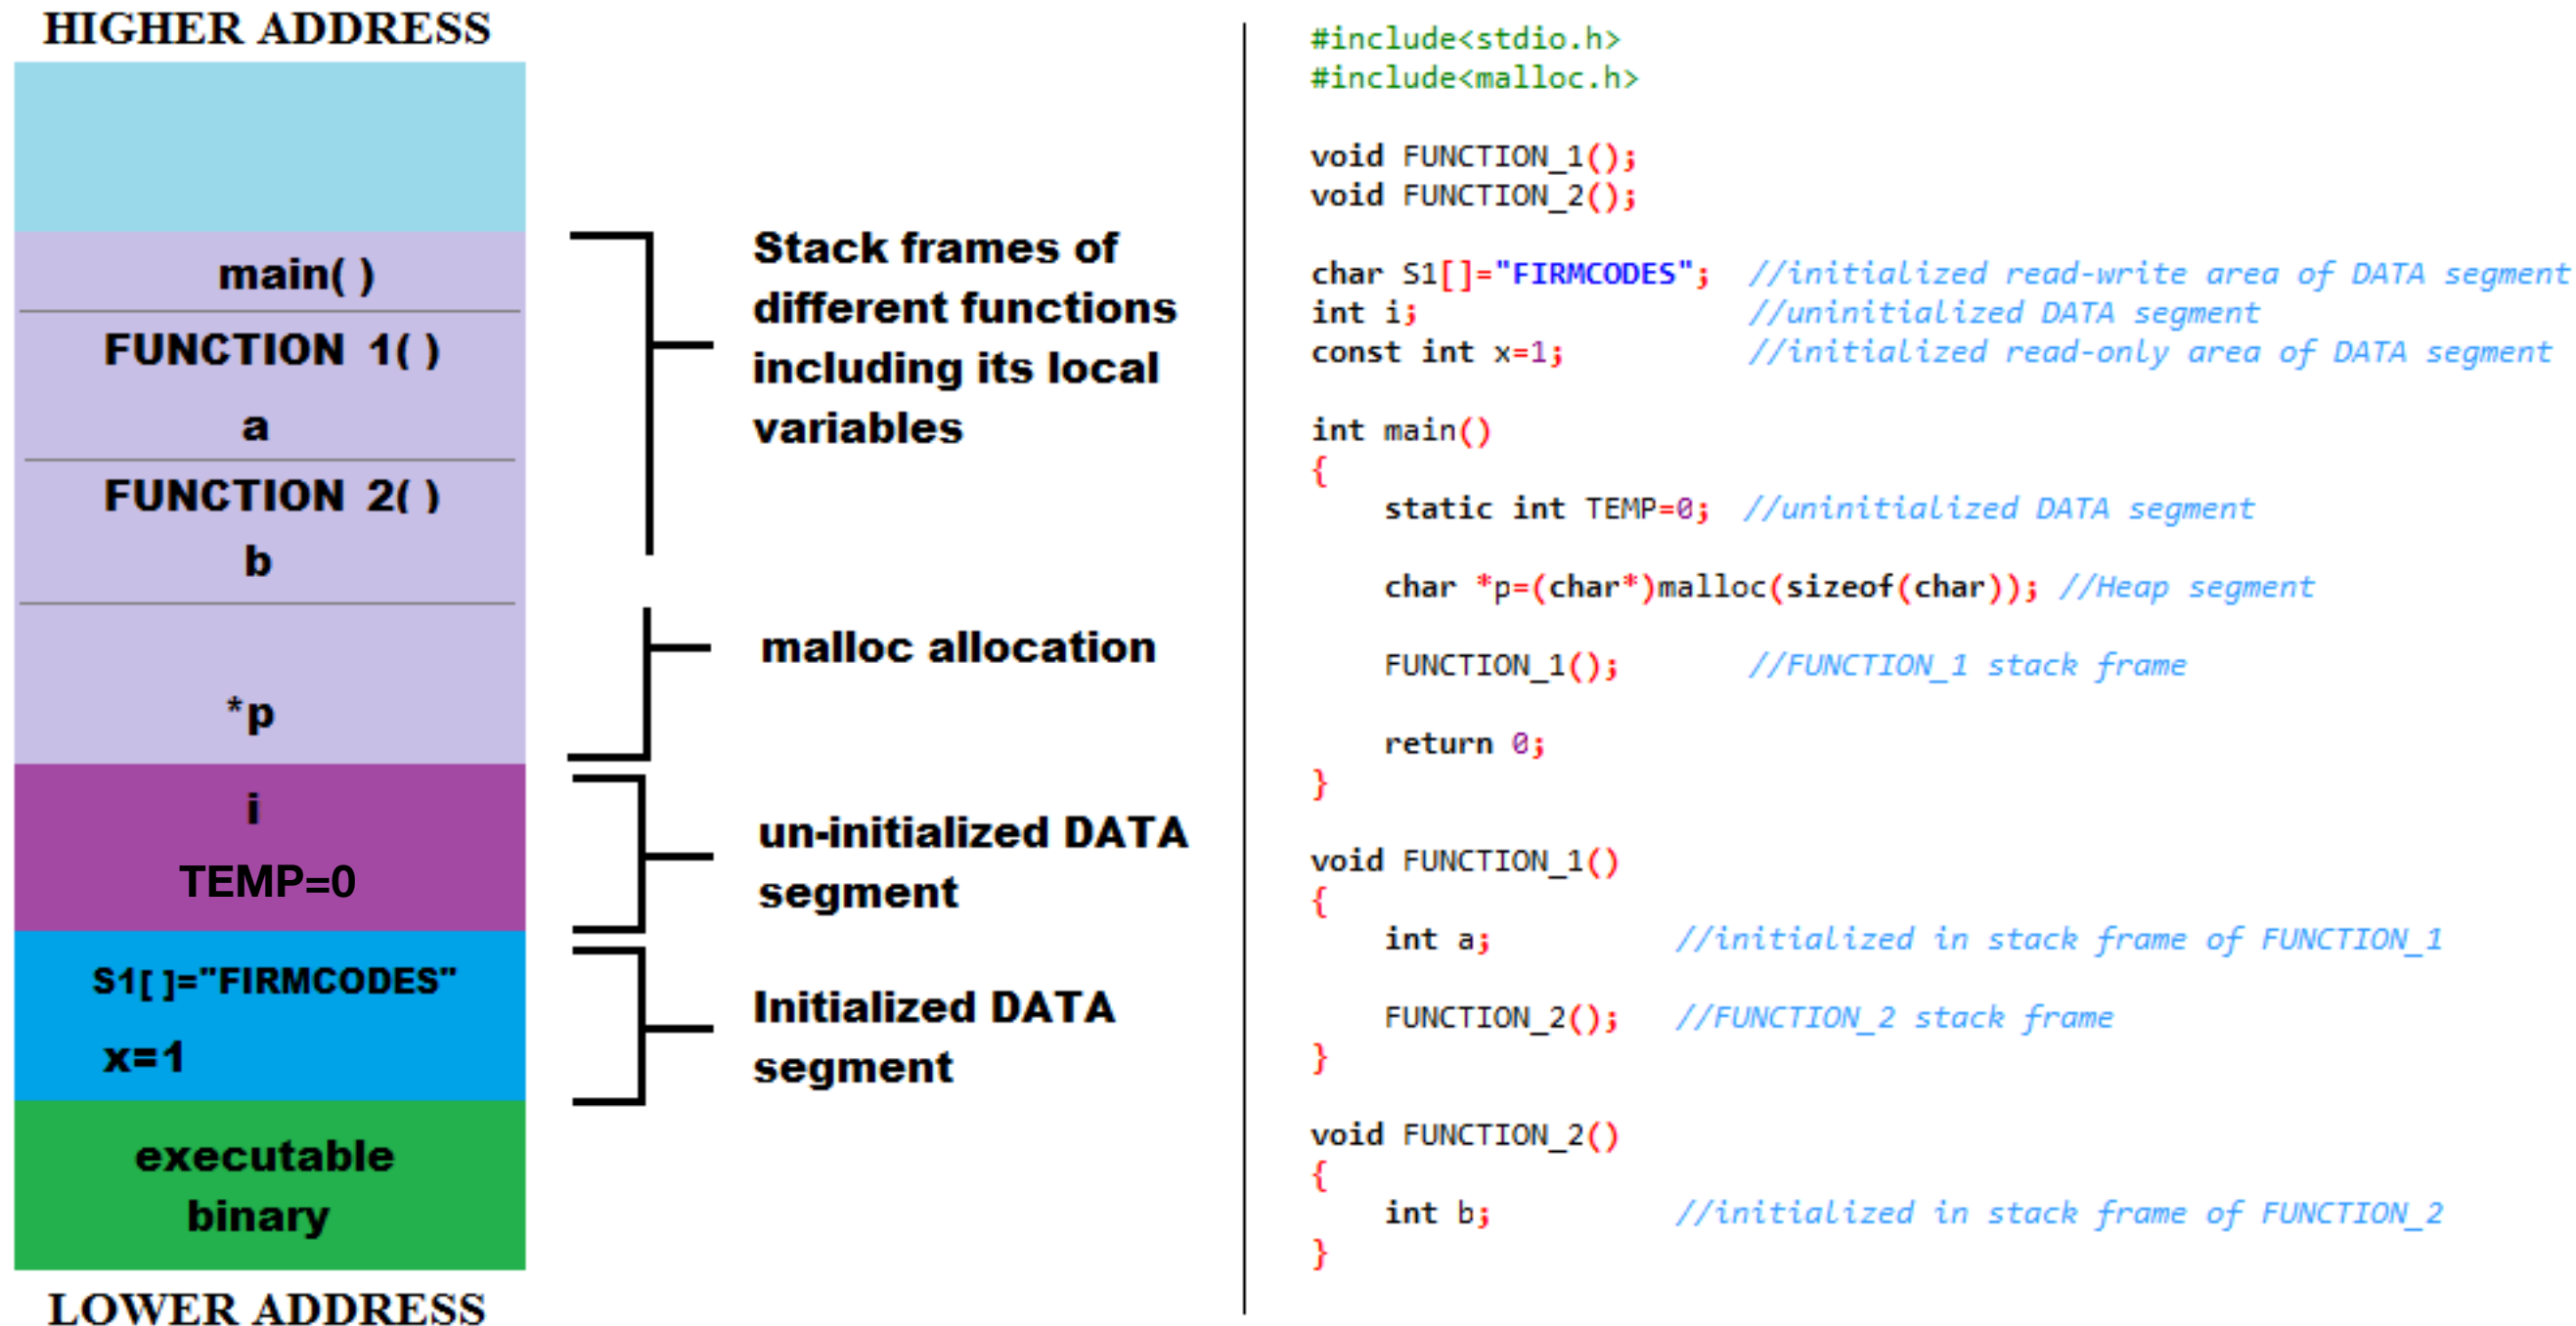 HIGHER ADDRESS
main( )
FUNCTION 1( )
a
FUNCTION 2( )
b
*p
i
TEMP=0
S1[ ]="FIRMCODES"
x=1
executable
binary
LOWER ADDRESS
Stack frames of
different functions
including its local
variables
malloc allocation
un-initialized DATA
segment
Initialized DATA
segment
#include<stdio.h>
#include<malloc.h>
void FUNCTION_1();
void FUNCTION_2();
char S1[]="FIRMCODES";  //initialized read-write area of DATA segment
int i;                  //uninitialized DATA segment
const int x=1;          //initialized read-only area of DATA segment
int main()
{
    static int TEMP=0;  //uninitialized DATA segment
    char *p=(char*)malloc(sizeof(char)); //Heap segment
    FUNCTION_1();       //FUNCTION_1 stack frame
    return 0;
}
void FUNCTION_1()
{
    int a;          //initialized in stack frame of FUNCTION_1
    FUNCTION_2();   //FUNCTION_2 stack frame
}
void FUNCTION_2()
{
    int b;          //initialized in stack frame of FUNCTION_2
}